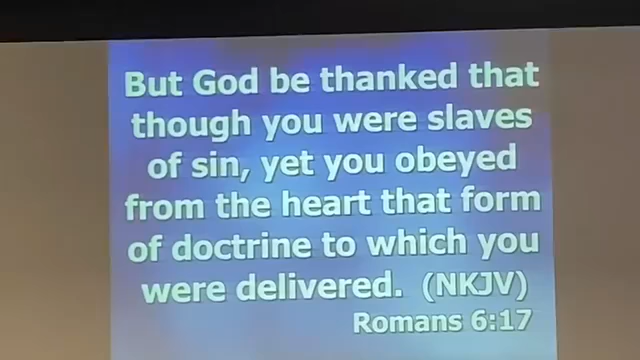 But God be thanked that
though you were slaves
of sin, yet you obeyed
from the heart that form
of doctrine to which you
were delivered. (NKJV)
Romans 6:17